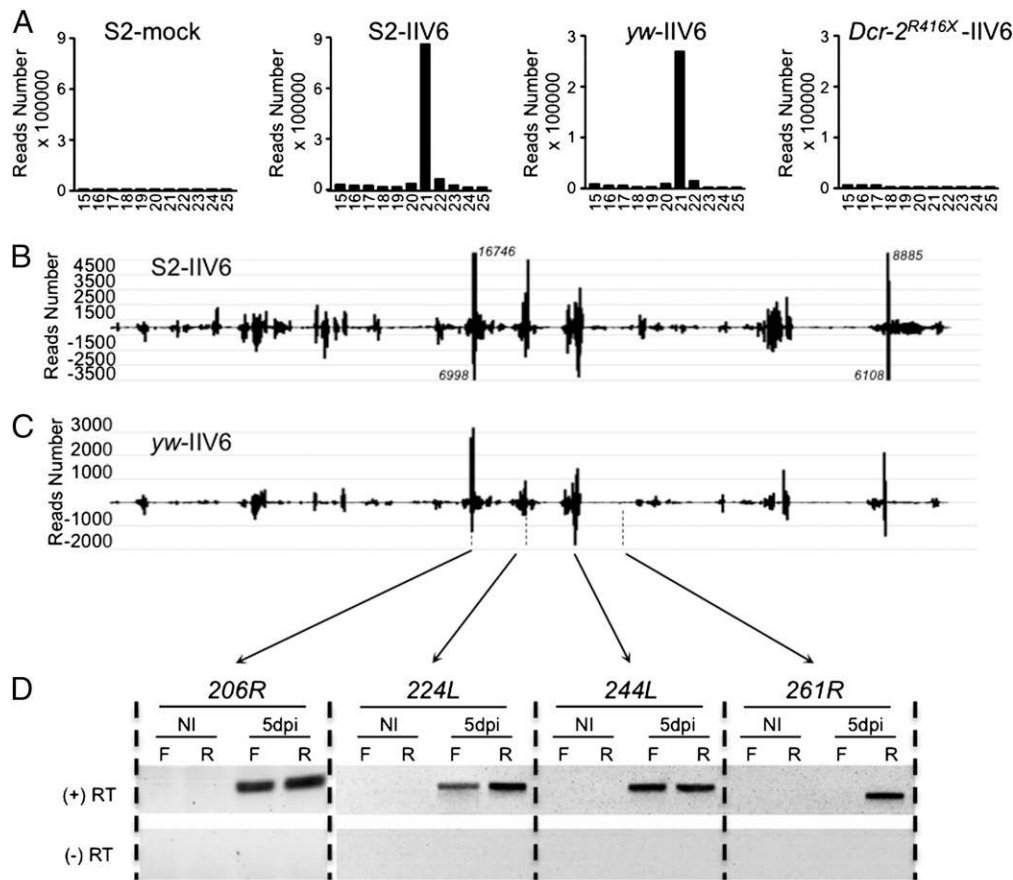 A
S2-mock
S2-IIV6
yw-IIV6
Dcr-2R416X -IIV6
Reads Number
x 100000
9
6
3
0
15 16 17 18 19 20 21 22 23 24 25
Reads Number
x 100000
9
6
3
0
15 16 17 18 19 20 21 22 23 24 25
Reads Number
x 100000
3
2
1
0
15 16 17 18 19 20 21 22 23 24 25
Reads Number
x 100000
3
2
1
0
15 16 17 18 19 20 21 22 23 24 25
B
Reads Number
4500
3500
2500
1500
-1500
-2500
-3500
S2-IIV6
16746
8885
6998
6108
C
Reads Number
3000
2000
1000
-1000
-2000
yw-IIV6
D
206R
224L
244L
261R
NI 5dpi NI 5dpi NI 5dpi NI 5dpi
F R F R F R F R F R F R F R F R
(+) RT
(-) RT